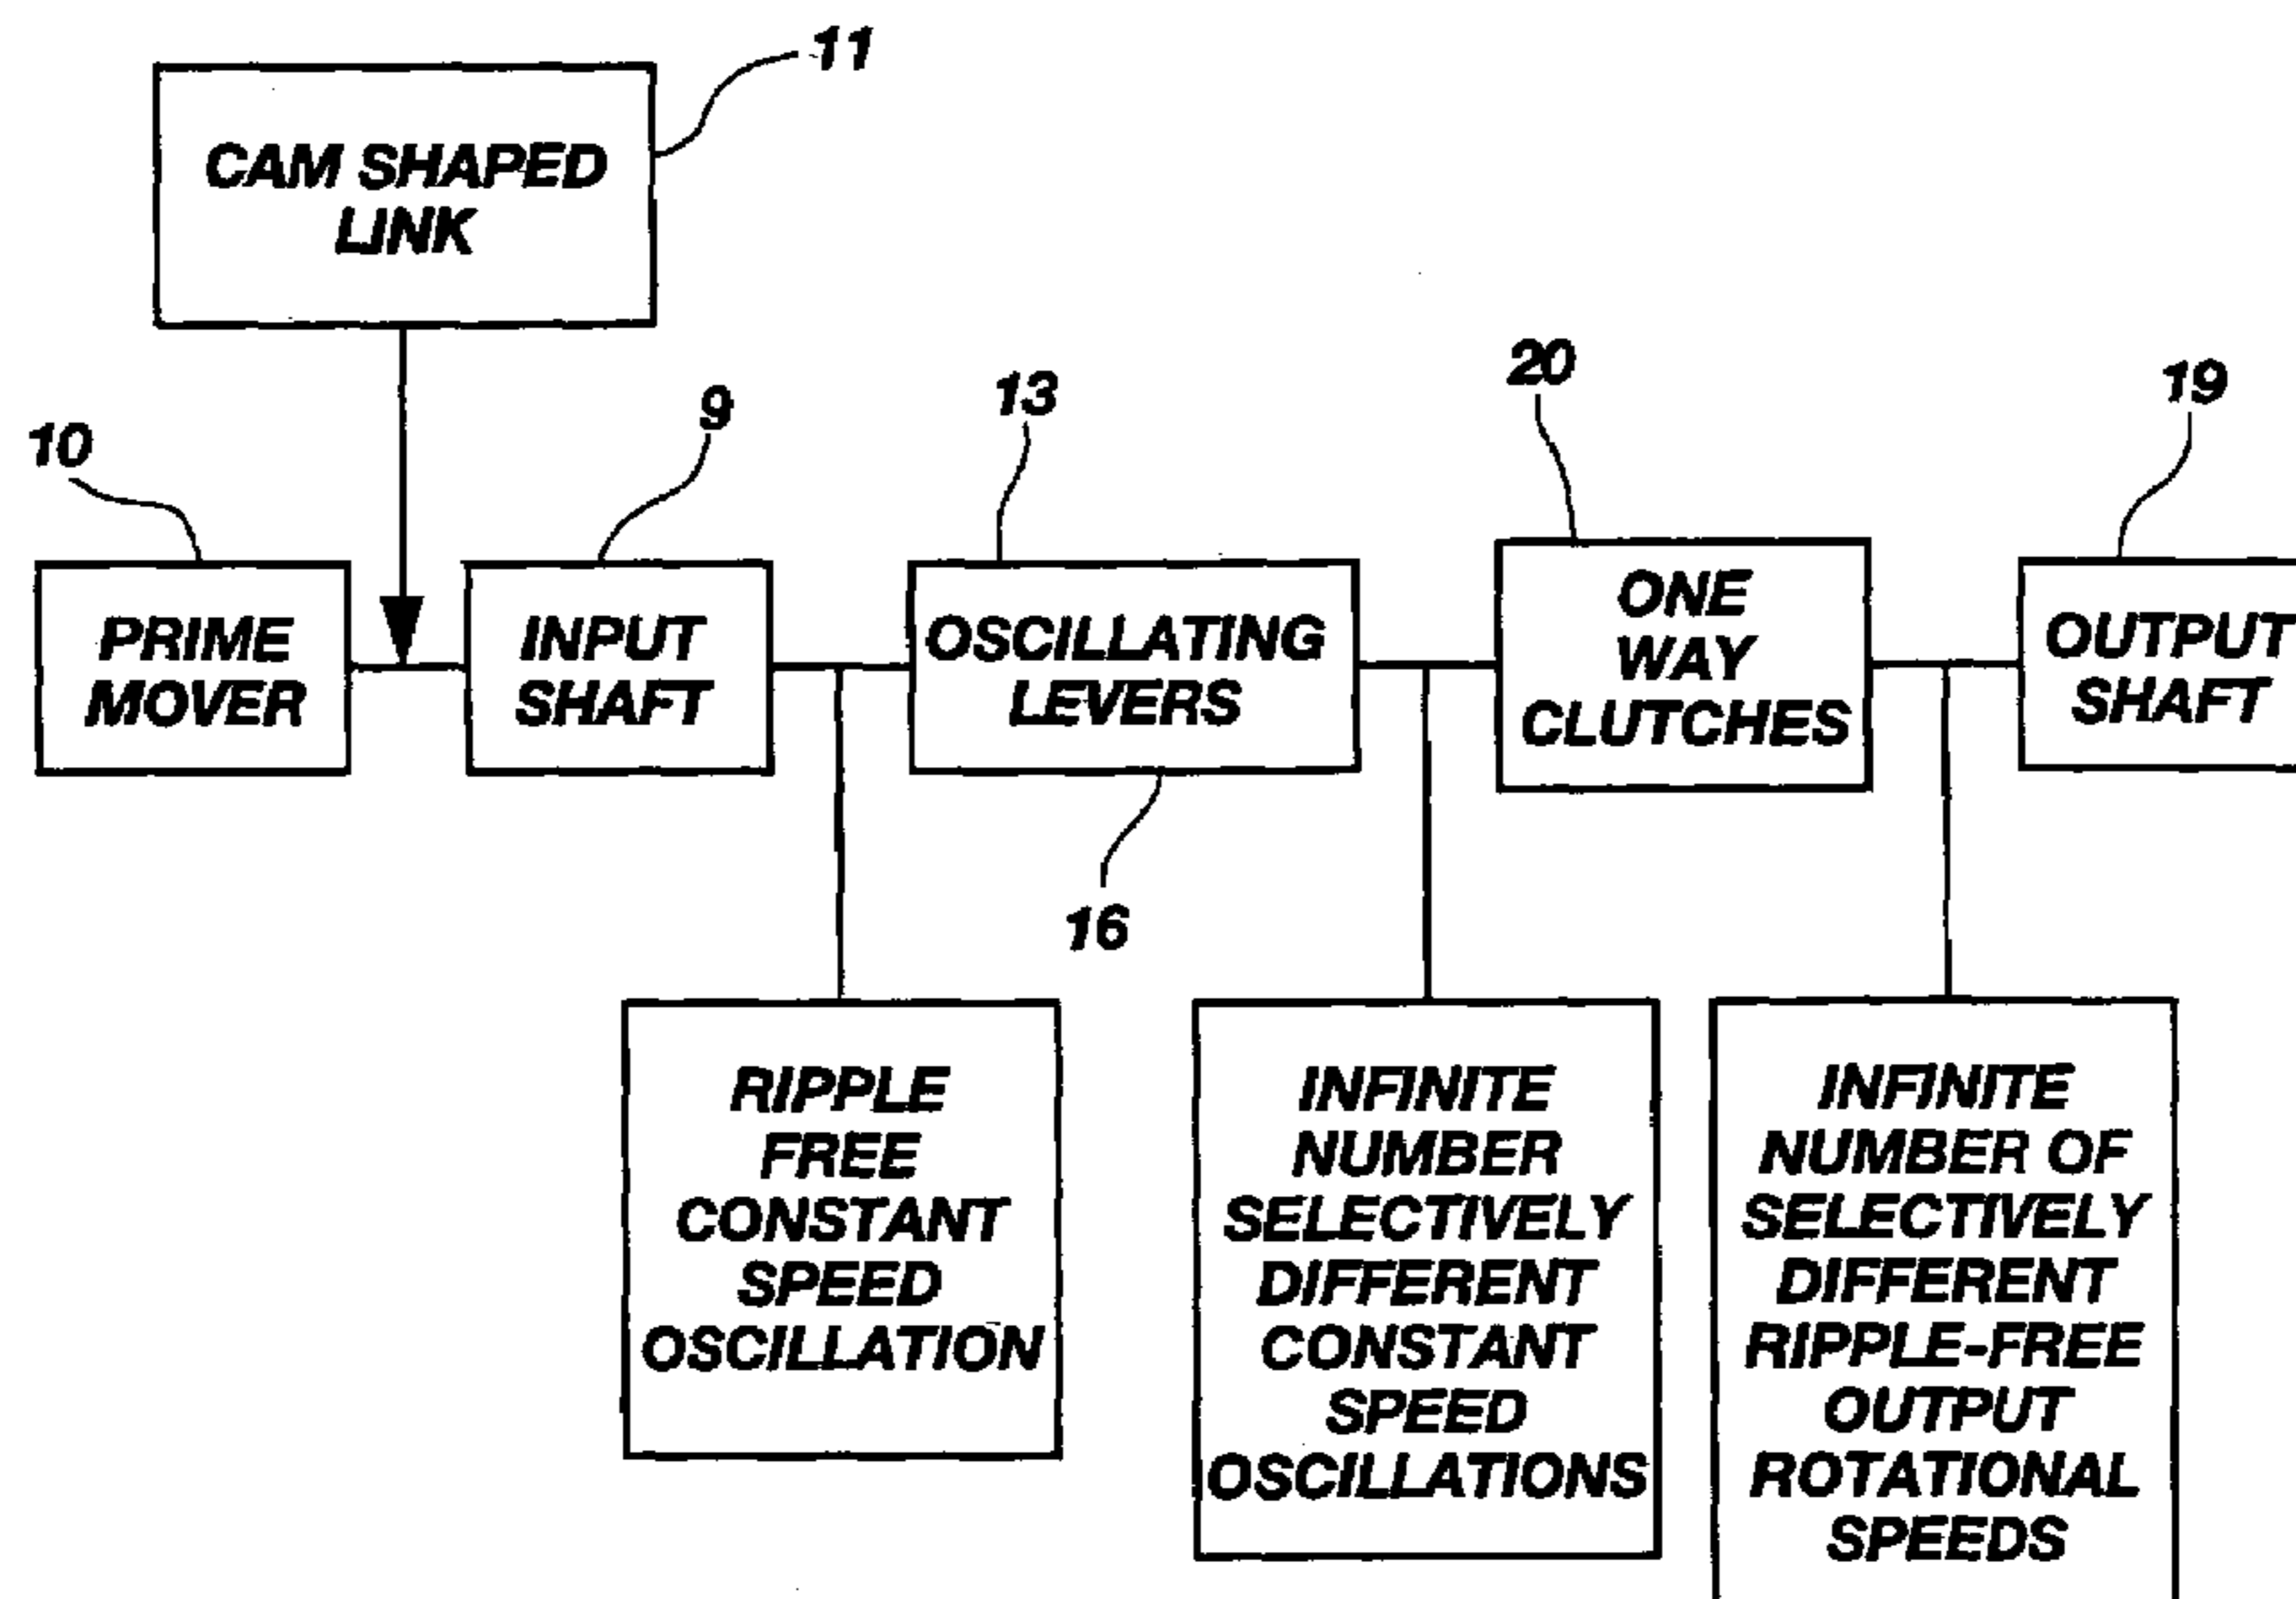 11
CAM SHAPED
LINK
10
9
13
20
19
PRIME
MOVER
INPUT
SHAFT
OSCILLATING
LEVERS
ONE
WAY
CLUTCHES
OUTPUT
SHAFT
16
RIPPLE
FREE
CONSTANT
SPEED
OSCILLATION
INFINITE
NUMBER
SELECTIVELY
DIFFERENT
CONSTANT
SPEED
OSCILLATIONS
INFINITE
NUMBER OF
SELECTIVELY
DIFFERENT
RIPPLE-FREE
OUTPUT
ROTATIONAL
SPEEDS